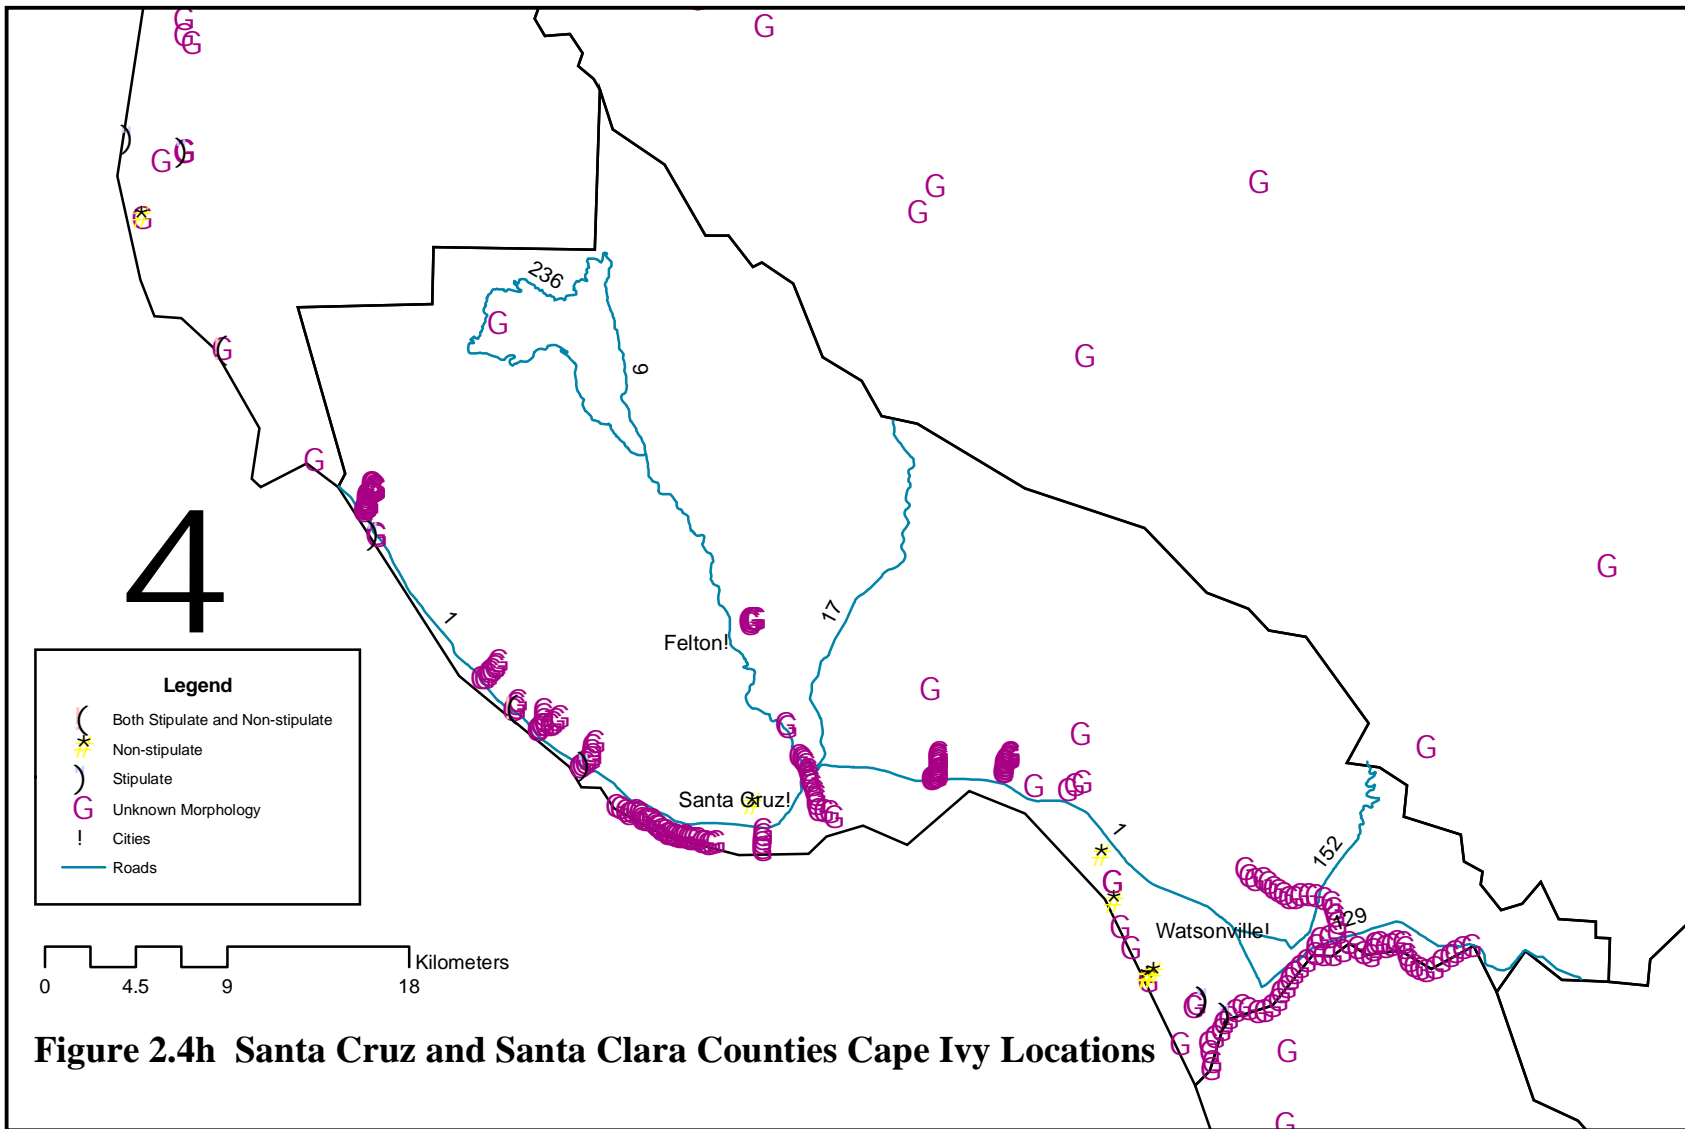 236
9
17
1
Felton!
Santa Cruz!
1
152
129
Watsonville!
4
Legend
( Both Stipulate and Non-stipulate
* # Non-stipulate
) Stipulate
G Unknown Morphology
! Cities
Roads
Kilometers
0 4.5 9 18
Figure 2.4h Santa Cruz and Santa Clara Counties Cape Ivy Locations